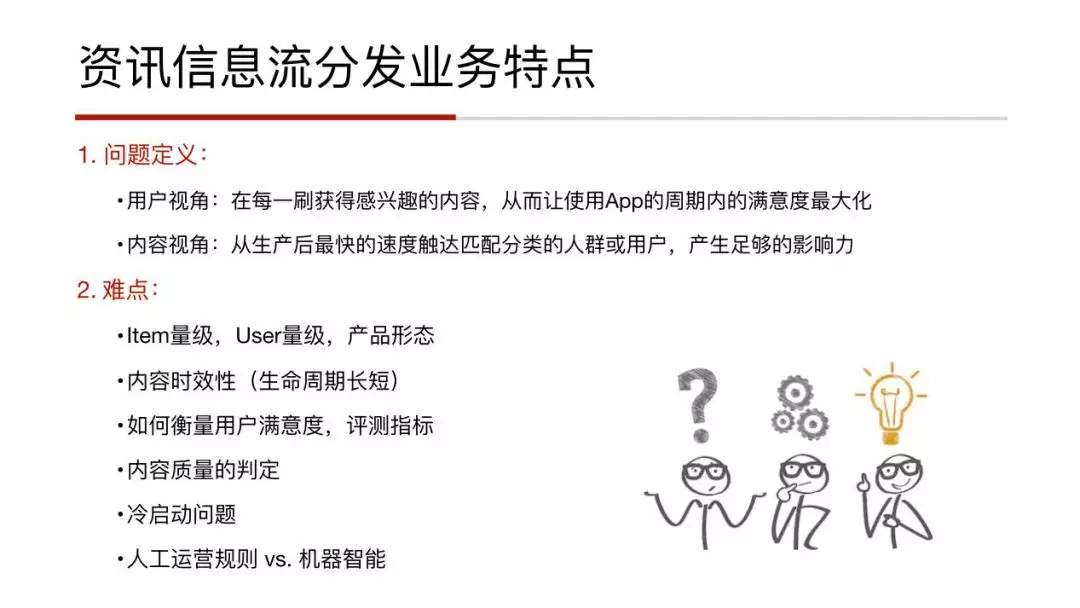 资讯信息流分发业务特点
1. 问题定义：
•用户视角：在每一刷获得感兴趣的内容，从而让使用App的周期内的满意度最大化
•内容视角：从生产后最快的速度触达匹配分类的人群或用户，产生足够的影响力
2. 难点：
•Item量级，User量级，产品形态
•内容时效性（生命周期长短）
•如何衡量用户满意度，评测指标
•内容质量的判定
•冷启动问题
•人工运营规则 vs. 机器智能